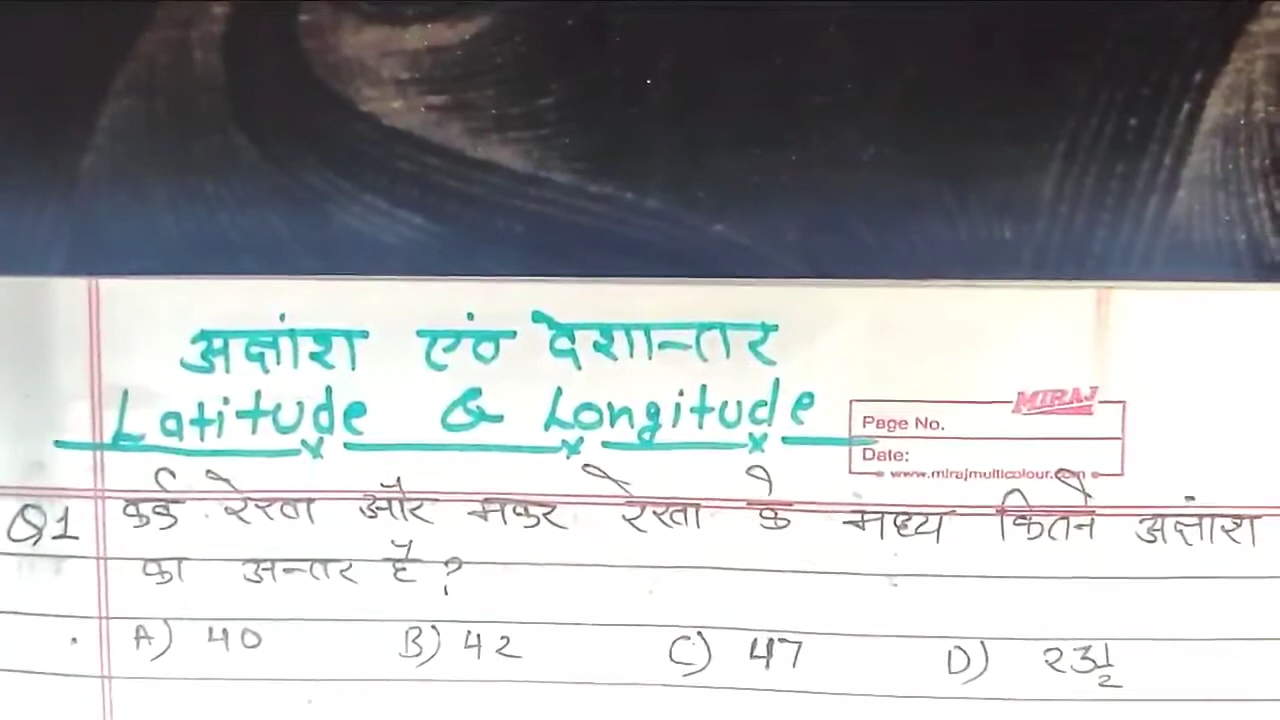 अक्षांश एवं देशान्तर
Latitude & Longitude
MIRAJ
Page No.
Date:
www.mirajmulticolour.com
Q1 कर्क रेखा और मकर रेखा के मध्य कितने अक्षांश
का अन्तर है?
A) 40 B) 42 C) 47 D) 23½